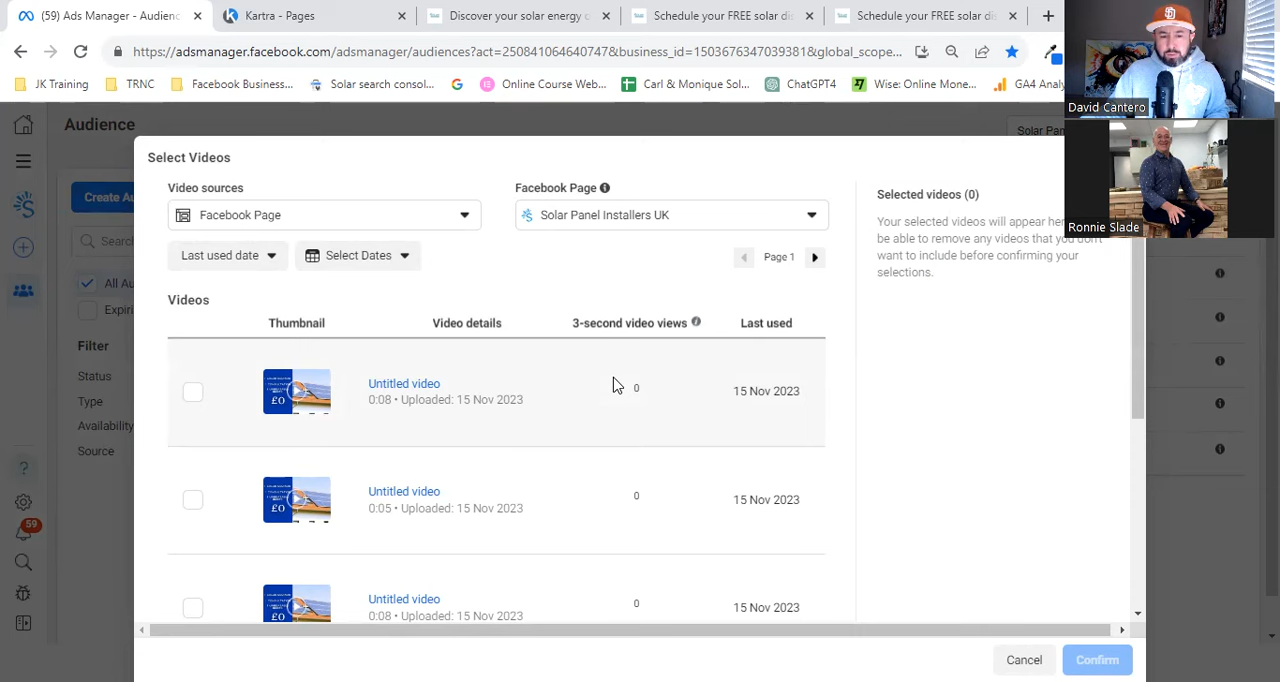 (59) Ads Manager - Audienc
Kartra - Pages
Discover your solar energy
Schedule your FREE solar di
Schedule your FREE solar di
https://adsmanager.facebook.com/adsmanager/audiences?act=250841064640747&business_id=1503676347039381&global_scope...
JK Training
TRNC
Facebook Business...
Solar search consol...
Online Course Web...
Carl & Monique Sol...
ChatGPT4
Wise: Online Mone...
GA4 Analy
David Cantero
Ronnie Slade
Audience
Solar Pan
Create Au
Search
All Au
Expiri
Filter
Status
Type
Availability
Source
59
Select Videos
Video sources
Facebook Page
Facebook Page
Solar Panel Installers UK
Last used date
Select Dates
Page 1
Videos
Thumbnail Video details 3-second video views Last used
£0
Untitled video
0:08 • Uploaded: 15 Nov 2023
0
15 Nov 2023
£0
Untitled video
0:05 • Uploaded: 15 Nov 2023
0
15 Nov 2023
Untitled video
0:08 • Uploaded: 15 Nov 2023
0
15 Nov 2023
Selected videos (0)
Your selected videos will appear her
be able to remove any videos that you don't
want to include before confirming your
selections.
Cancel
Confirm